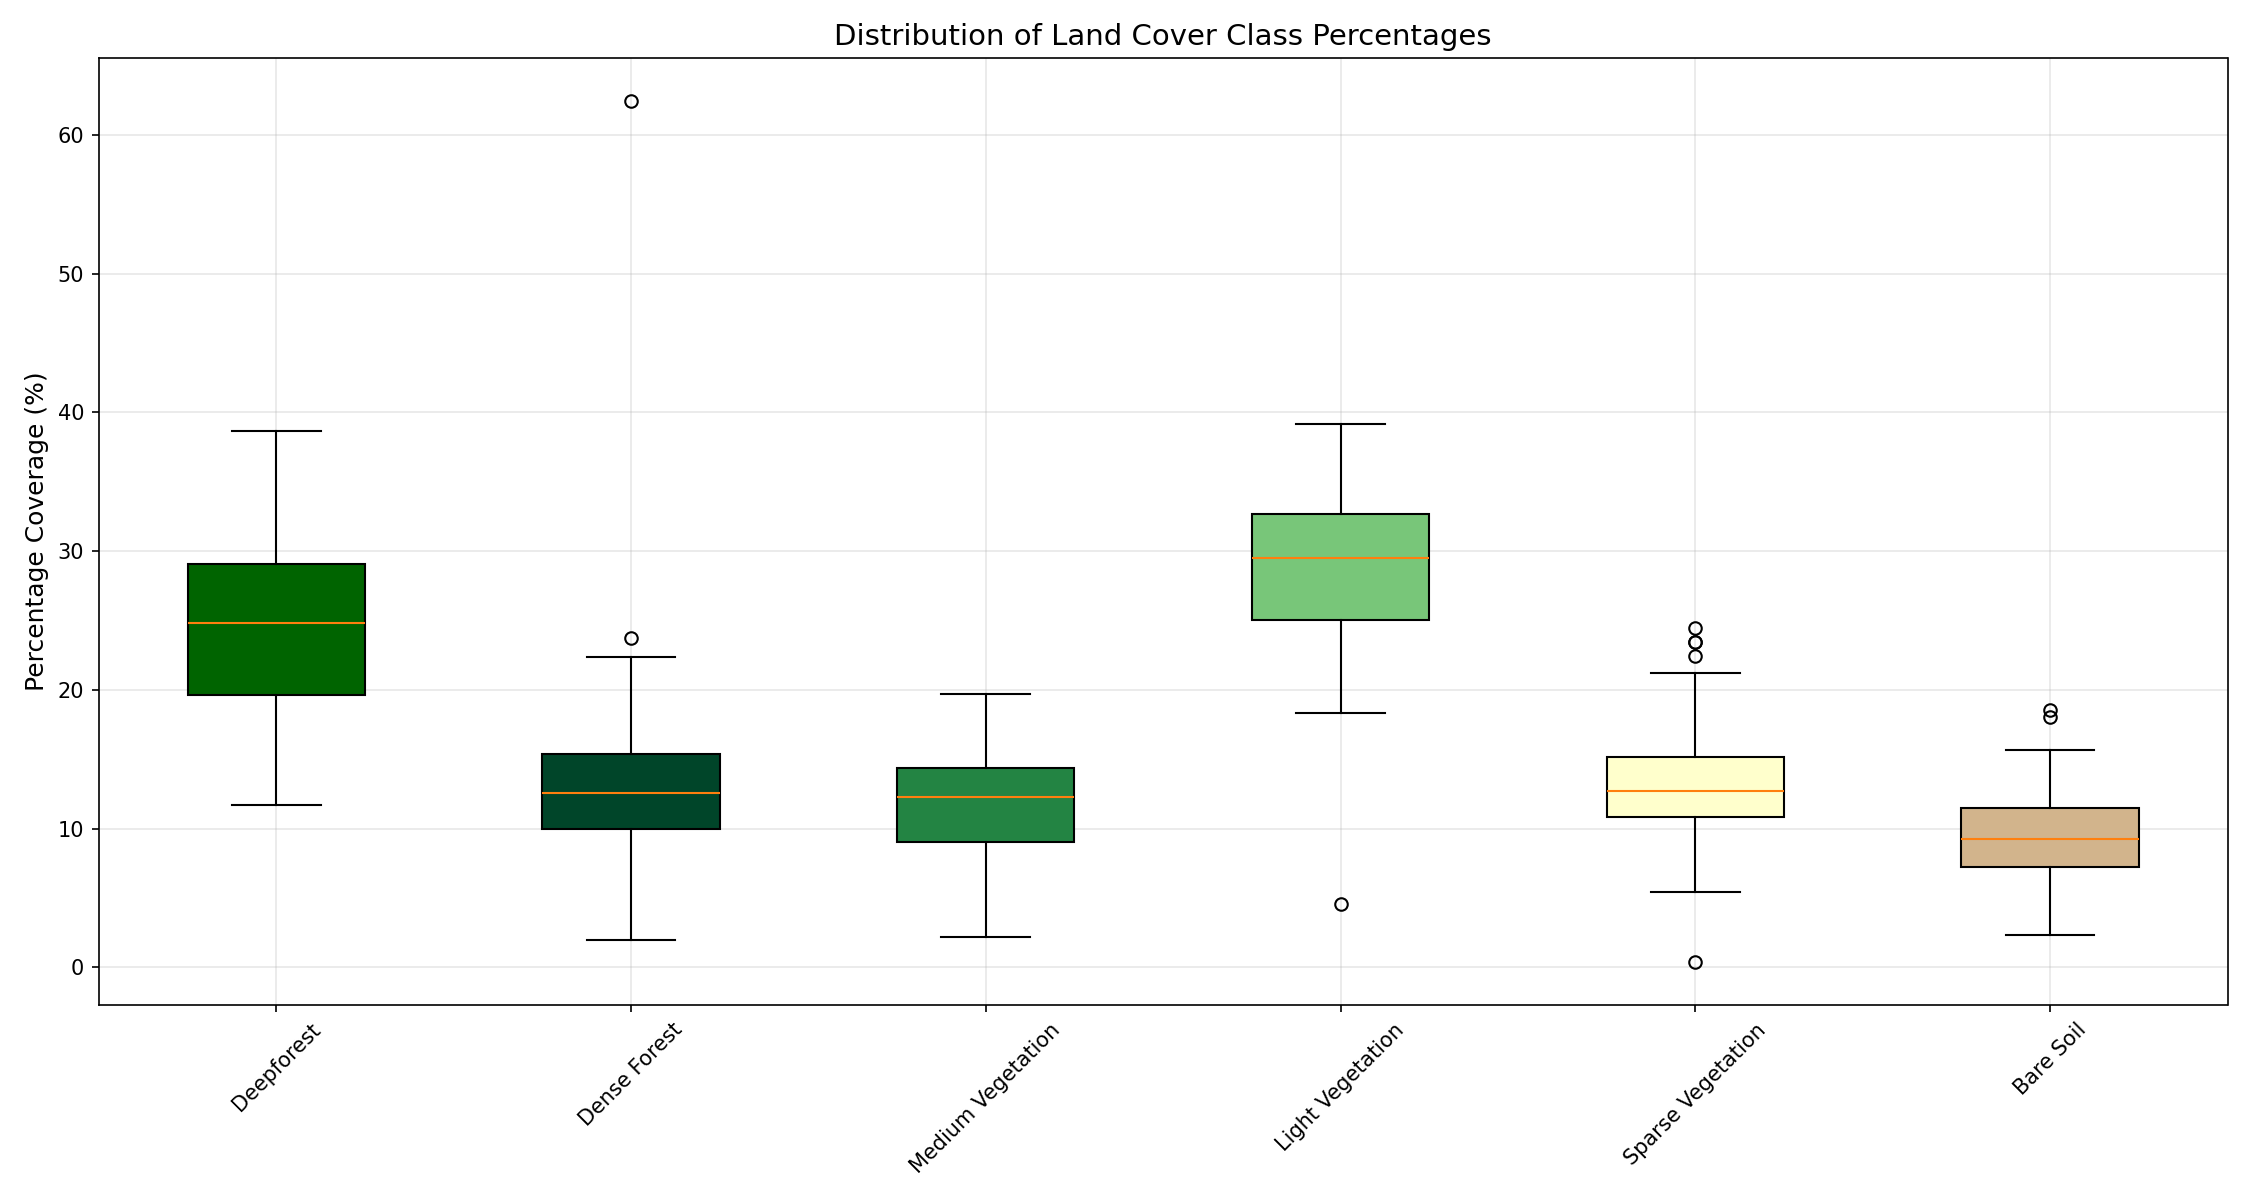 Distribution of Land Cover Class Percentages
Percentage Coverage (%)
60
50
40
30
20
10
0
Deepforest
Dense Forest
Medium Vegetation
Light Vegetation
Sparse Vegetation
Bare Soil